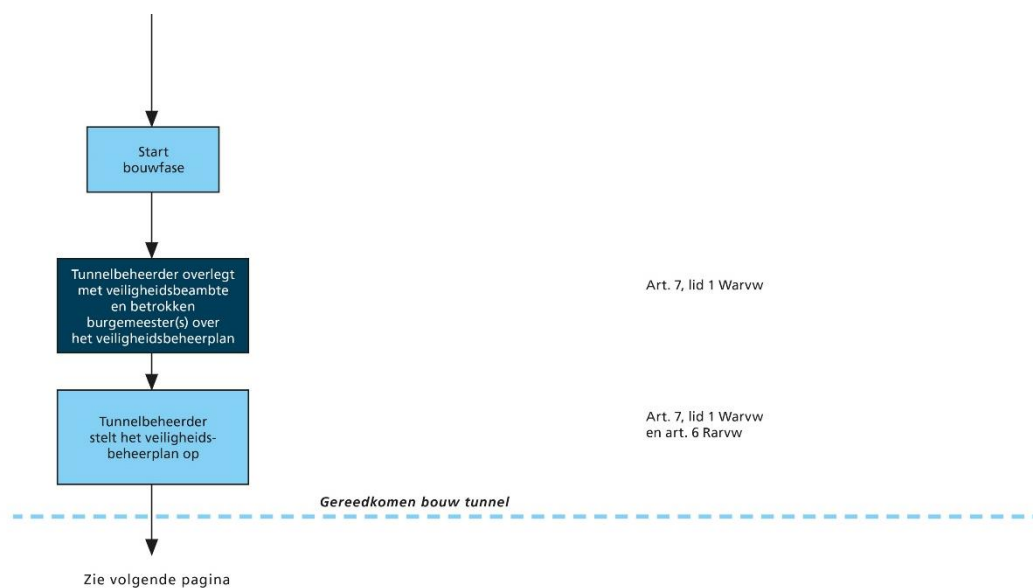 Start
bouwfase
Tunnelbeheerder overlegt
met veiligheidsbeambte
en betrokken
burgemeester(s) over
het veiligheidsbeheerplan
Art. 7, lid 1 Warvw
Tunnelbeheerder
stelt het veiligheids-
beheerplan op
Art. 7, lid 1 Warvw
en art. 6 Rarvw
Gereedkomen bouw tunnel
Zie volgende pagina